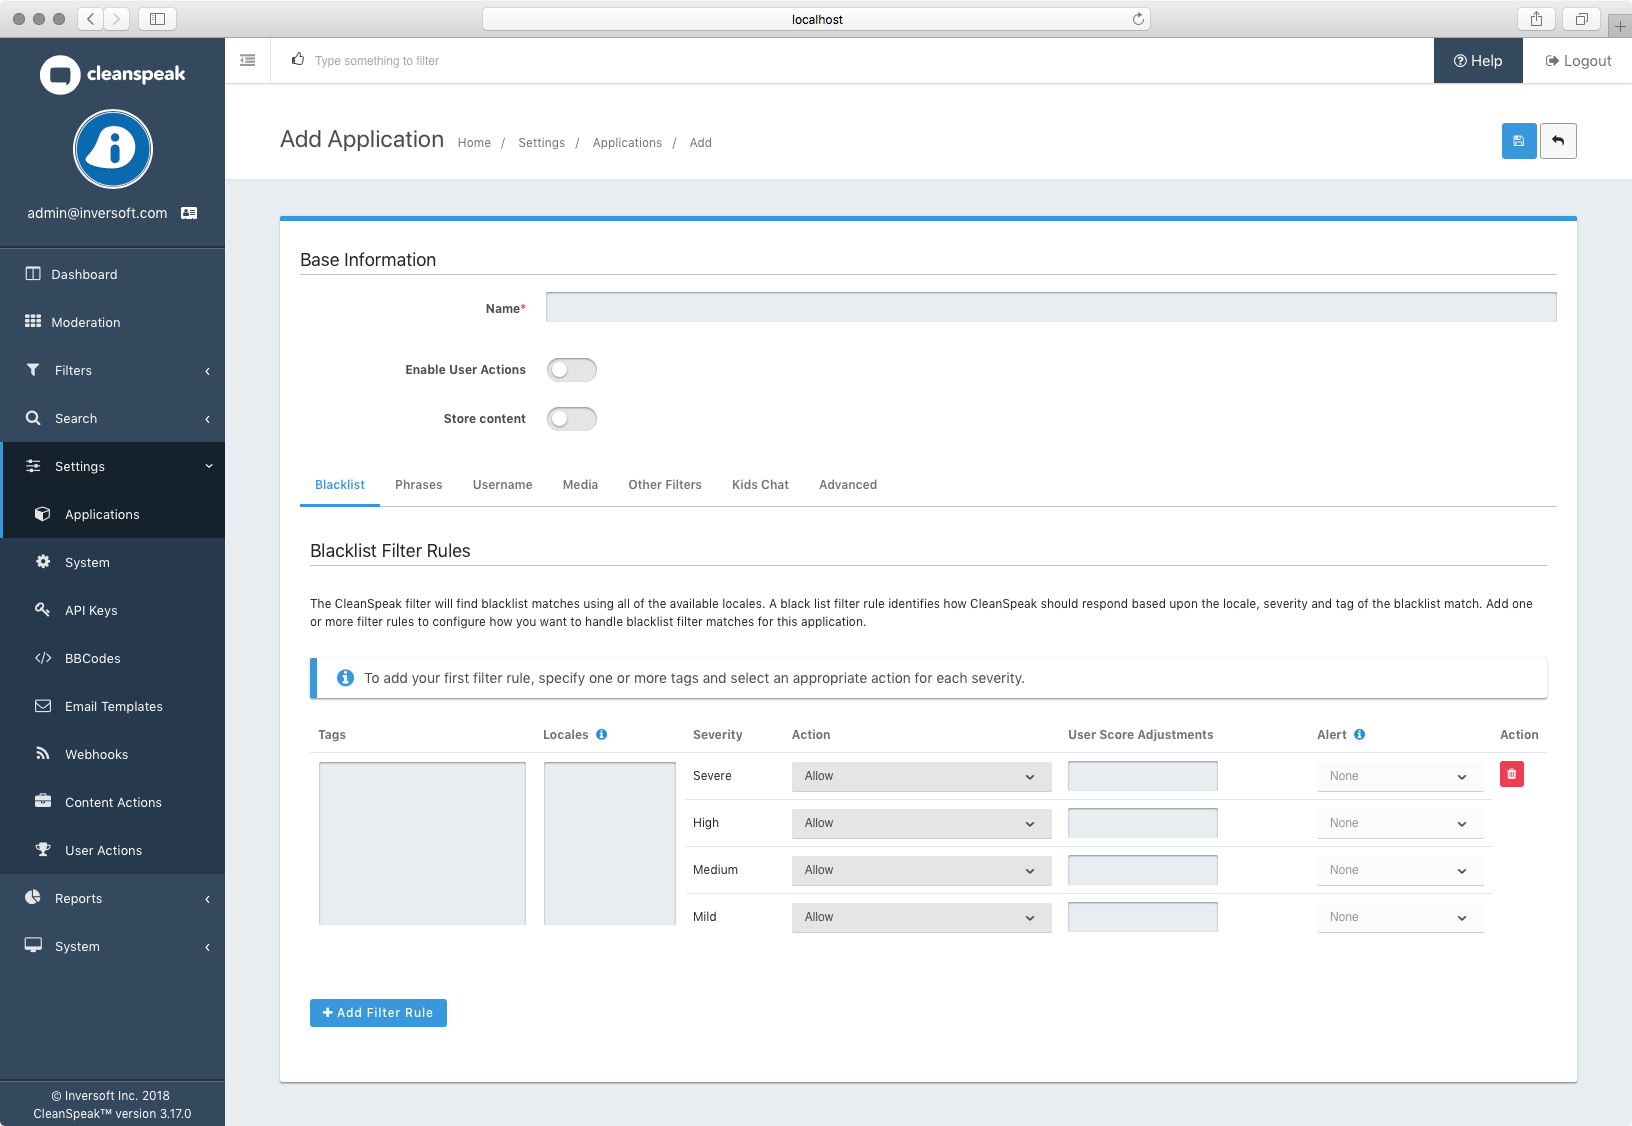 localhost
cleanspeak
admin@inversoft.com
Dashboard
Moderation
Filters
Search
Settings
Applications
System
API Keys
BBCodes
Email Templates
Webhooks
Content Actions
User Actions
Reports
System
© Inversoft Inc. 2018
CleanSpeak™ version 3.17.0
Type something to filter
Help
Logout
Add Application Home / Settings / Applications / Add
Base Information
Name*
Enable User Actions
Store content
Blacklist Phrases Username Media Other Filters Kids Chat Advanced
Blacklist Filter Rules
The CleanSpeak filter will find blacklist matches using all of the available locales. A black list filter rule identifies how CleanSpeak should respond based upon the locale, severity and tag of the blacklist match. Add one
or more filter rules to configure how you want to handle blacklist filter matches for this application.
To add your first filter rule, specify one or more tags and select an appropriate action for each severity.
Tags Locales Severity Action User Score Adjustments Alert Action
Severe Allow None
High Allow None
Medium Allow None
Mild Allow None
+ Add Filter Rule